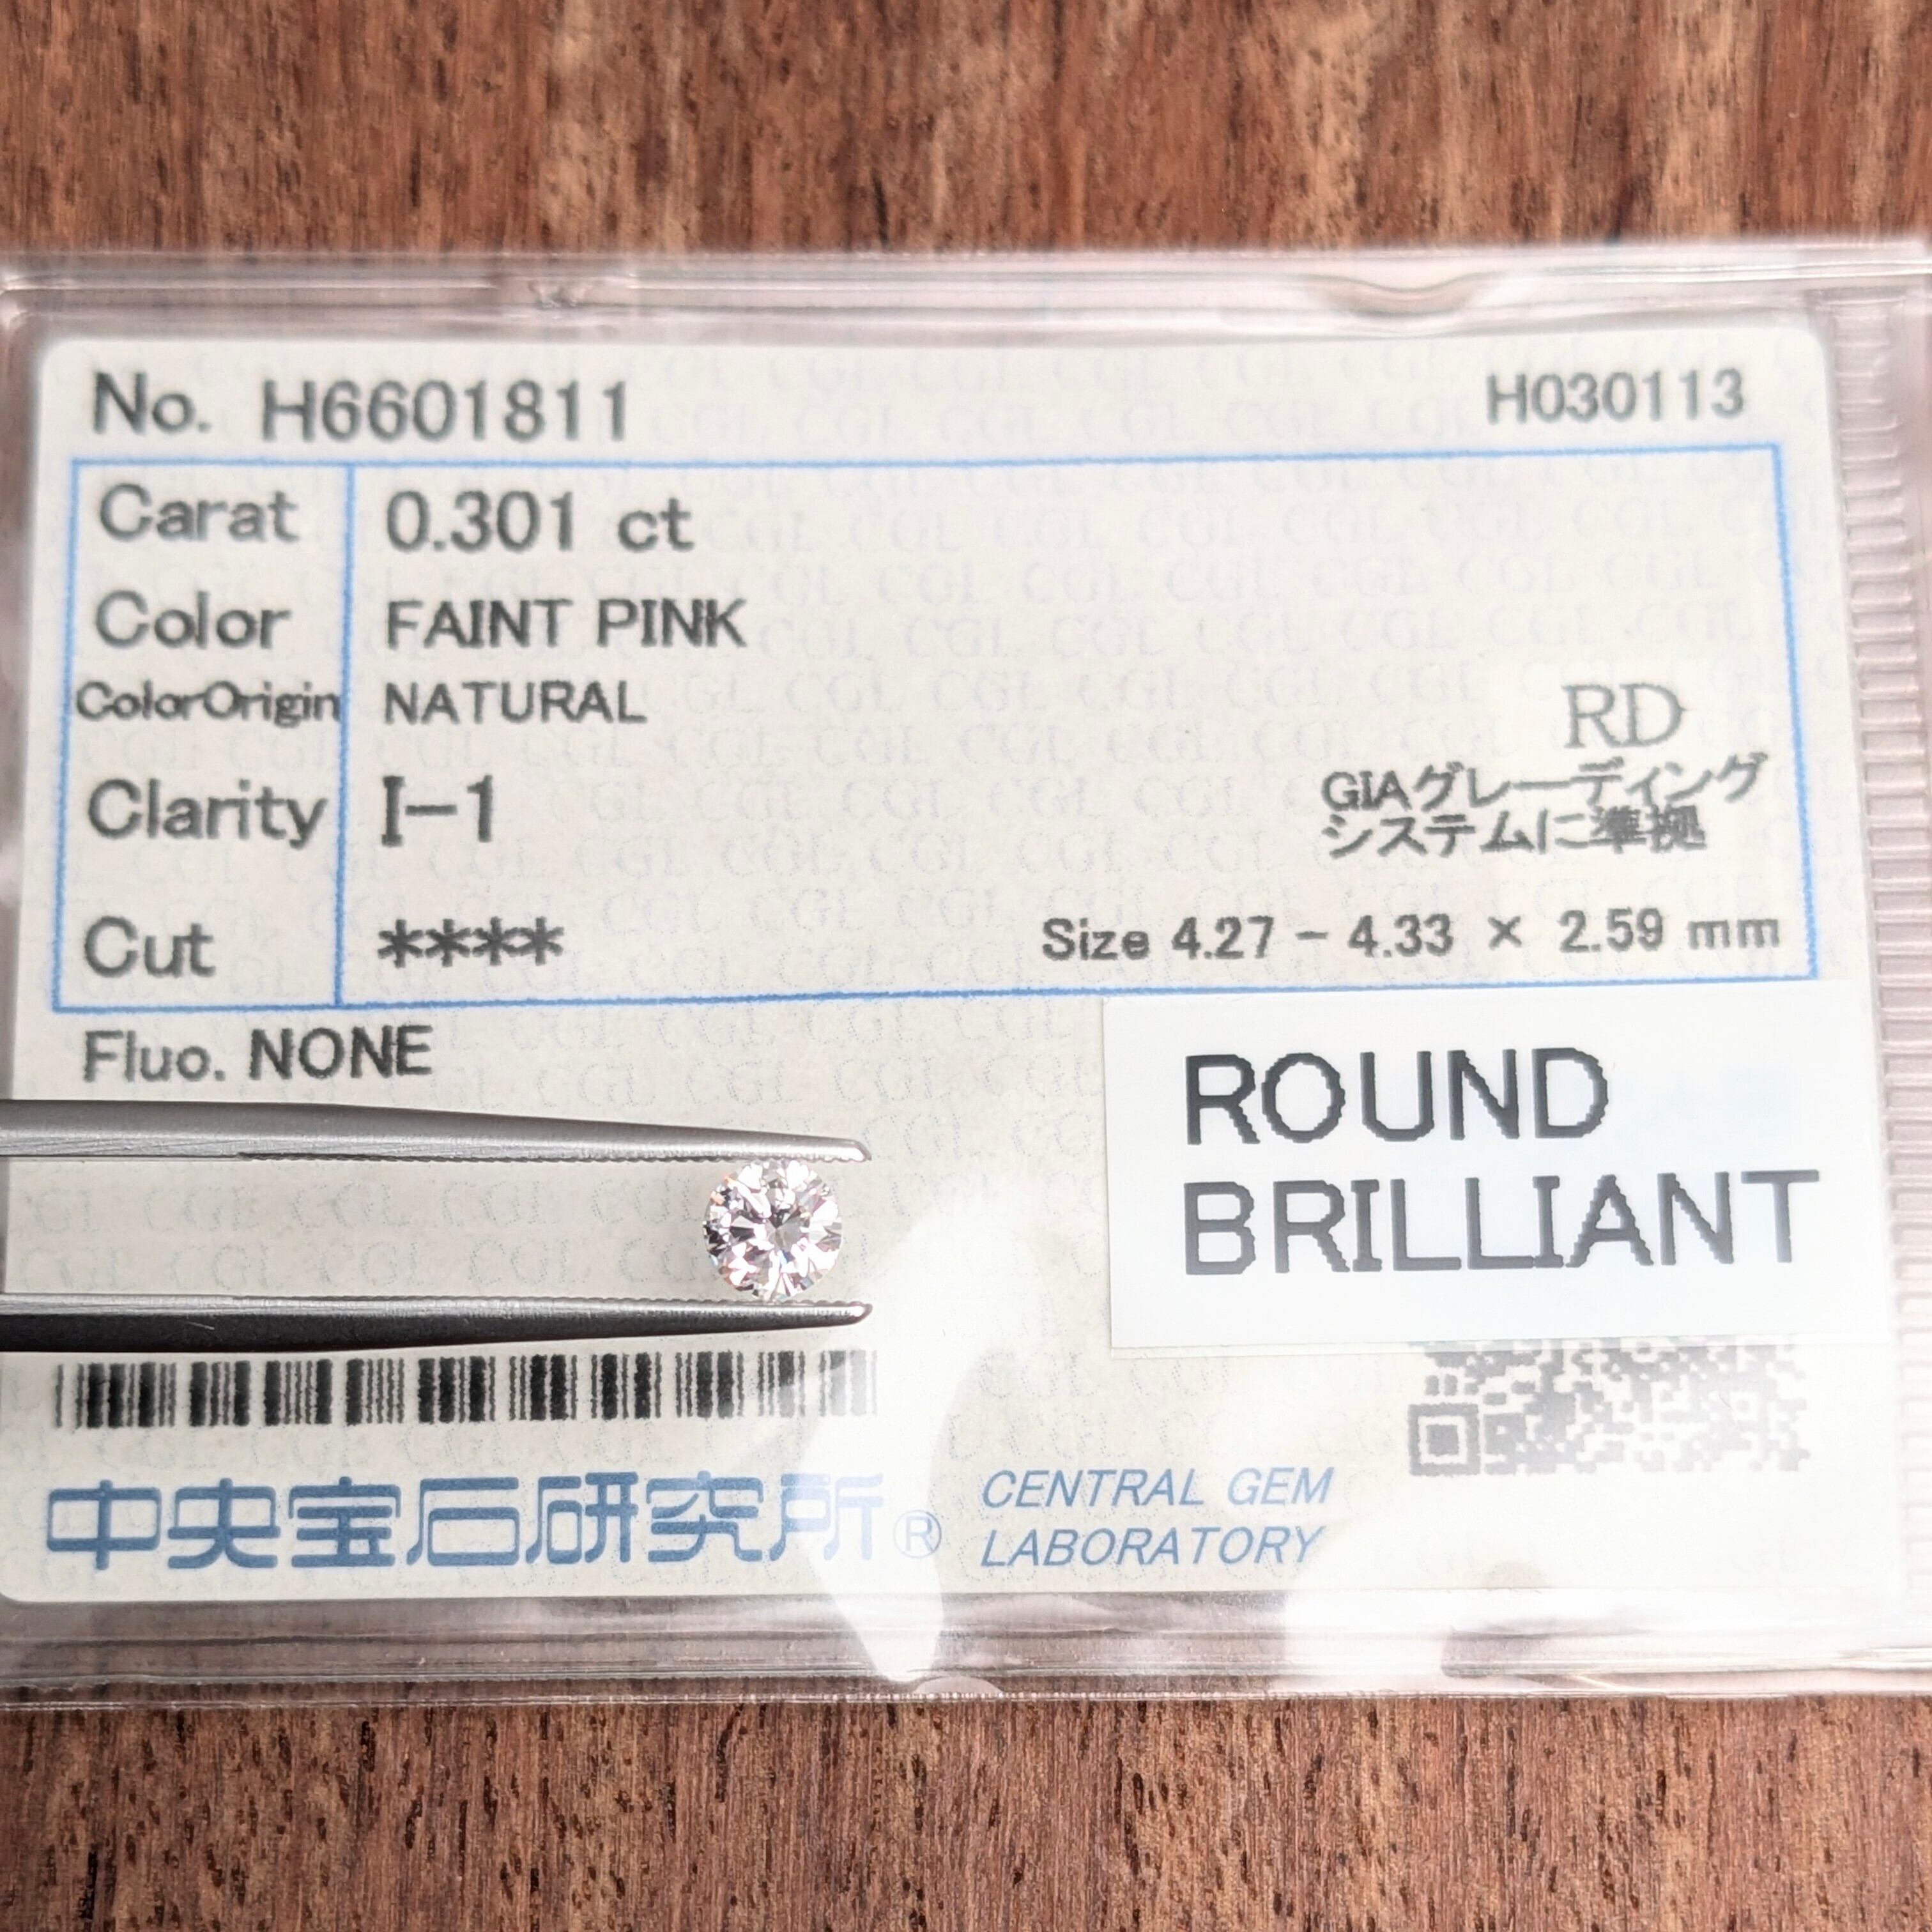 No. H6601811
H030113
Carat 0.301 ct
Color FAINT PINK
ColorOrigin NATURAL
RD
Clarity I-1
GIAグレーディング
システムに準拠
Cut ****
Size 4.27 - 4.33 × 2.59 mm
Fluo. NONE
ROUND
BRILLIANT
中央宝石研究所®
CENTRAL GEM
LABORATORY